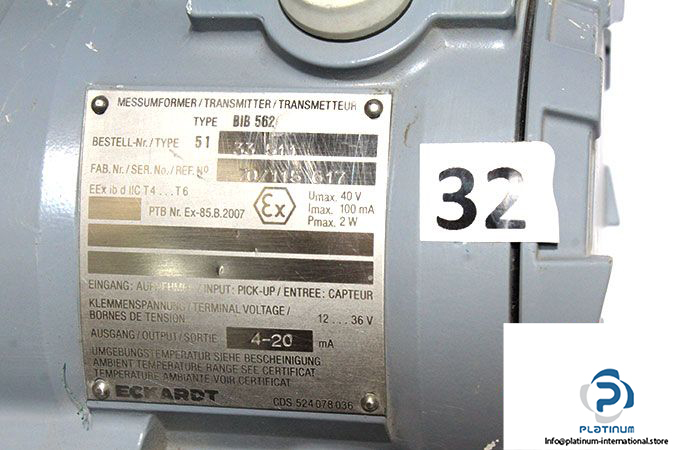 MESSUMFORMER/TRANSMITTER/TRANSMETTEUR
TYPE BIB 562
BESTELL-Nr./TYPE 51
FAB. Nr./SER. No./REF. No
EEx ib d IIC T4...T6
Umax. 40 V
Imax. 100 mA
Pmax. 2 W
PTB Nr. Ex-85.B.2007
εx
EINGANG: AUFNEHMER/INPUT: PICK-UP/ENTREE: CAPTEUR
KLEMMENSPANNUNG/TERMINAL VOLTAGE/
BORNES DE TENSION: 12 ... 36 V
AUSGANG/OUTPUT/SORTIE 4-20 mA
UMGEBUNGSTEMPERATUR SIEHE BESCHEINIGUNG
AMBIENT TEMPERATURE RANGE SEE CERTIFICAT
TEMPERATURE AMBIANTE VOIR CERTIFICAT
ECKARDT
CDS 524 078 036
32
PLATINUM
info@platinum-international.store